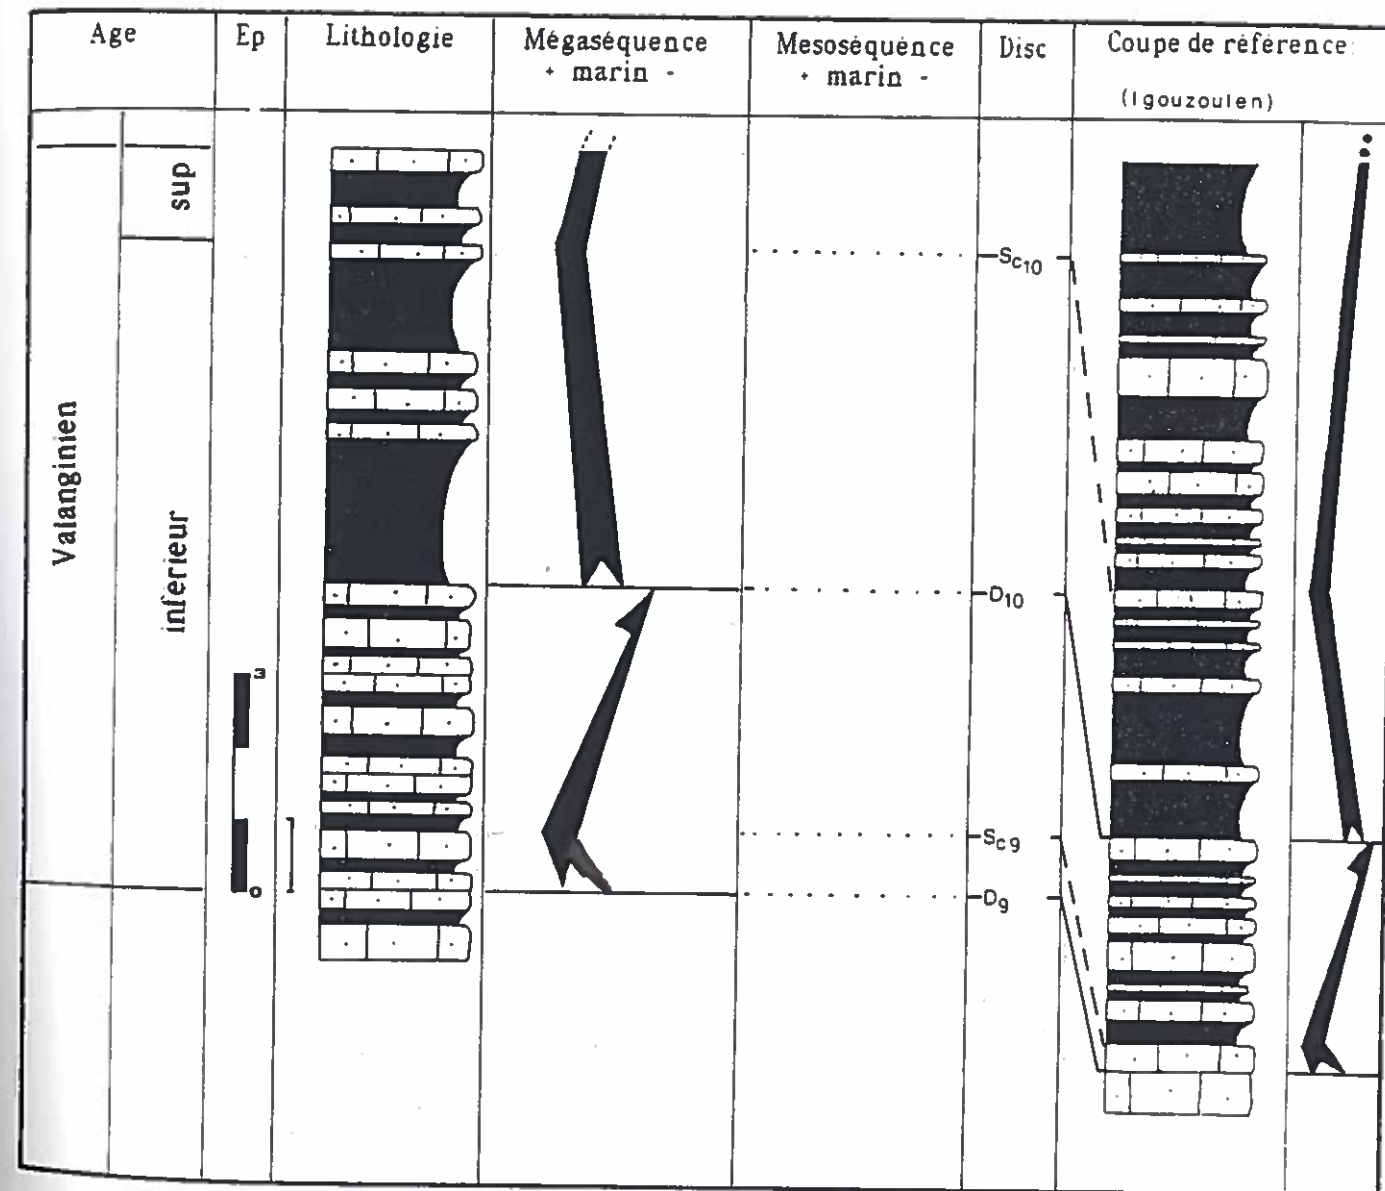 Age
Ep
Lithologie
Mégaséquence
+ marin -
Mesoséquence
+ marin -
Disc
Coupe de référence
(Igouzoulen)
sup
Valanginien
inférieur
3
0
Sc10
D10
Sc9
D9